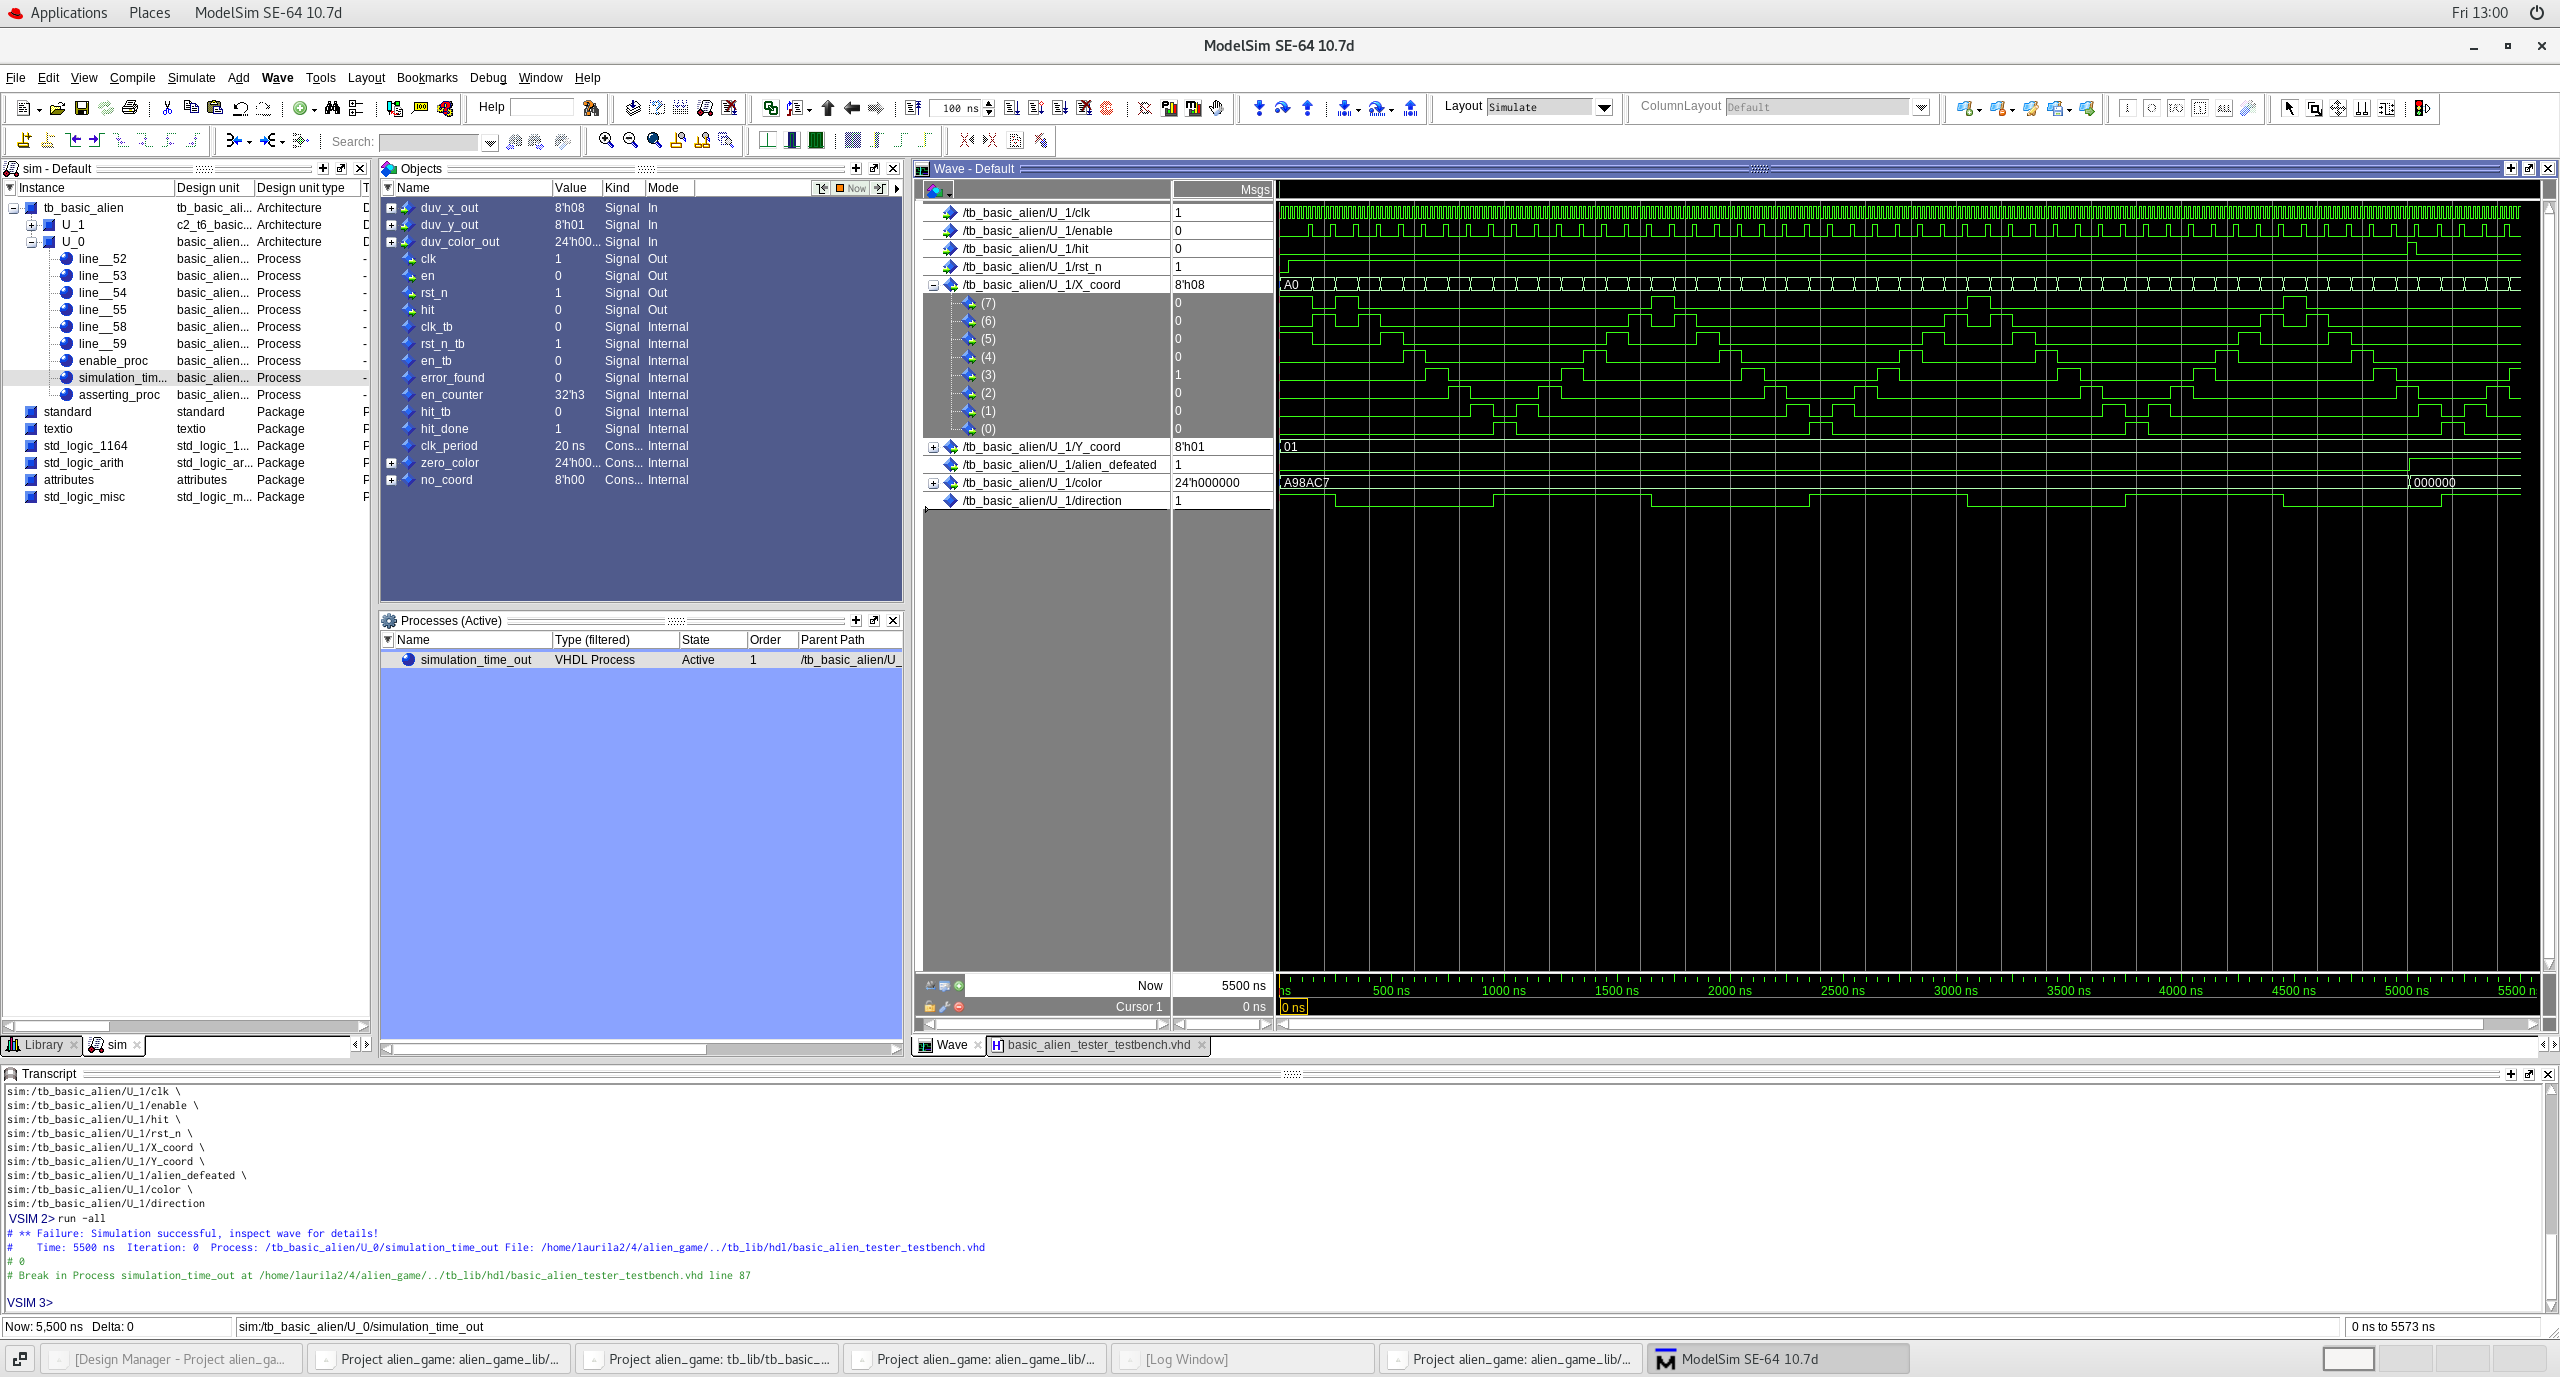 Applications Places ModelSim SE-64 10.7d Fri 13:00
ModelSim SE-64 10.7d
File Edit View Compile Simulate Add Wave Tools Layout Bookmarks Debug Window Help
Help 100 ns Layout Simulate ColumnLayout Default
Search:
sim - Default
Instance Design unit Design unit type T
tb_basic_alien tb_basic_ali... Architecture
U_1 c2_t6_basic... Architecture
U_0 basic_alien... Architecture
line__52 basic_alien... Process -
line__53 basic_alien... Process -
line__54 basic_alien... Process -
line__55 basic_alien... Process -
line__58 basic_alien... Process -
line__59 basic_alien... Process -
enable_proc basic_alien... Process -
simulation_tim... basic_alien... Process -
asserting_proc basic_alien... Process -
standard standard Package
textio textio Package
std_logic_1164 std_logic_1... Package
std_logic_arith std_logic_ar... Package
attributes attributes Package
std_logic_misc std_logic_m... Package
Library sim
Objects
Name Value Kind Mode Now
duv_x_out 8'h08 Signal In
duv_y_out 8'h01 Signal In
duv_color_out 24'h00... Signal In
clk 1 Signal Out
en 0 Signal Out
rst_n 1 Signal Out
hit 0 Signal Out
clk_tb 0 Signal Internal
rst_n_tb 1 Signal Internal
en_tb 0 Signal Internal
error_found 0 Signal Internal
en_counter 32'h3 Signal Internal
hit_tb 0 Signal Internal
hit_done 1 Signal Internal
clk_period 20 ns Cons... Internal
zero_color 24'h00... Cons... Internal
no_coord 8'h00 Cons... Internal
Processes (Active)
Name Type (filtered) State Order Parent Path
simulation_time_out VHDL Process Active 1 /tb_basic_alien/U_
Wave - Default
Msgs
/tb_basic_alien/U_1/clk 1
/tb_basic_alien/U_1/enable 0
/tb_basic_alien/U_1/hit 0
/tb_basic_alien/U_1/rst_n 1
/tb_basic_alien/U_1/X_coord 8'h08 A0
(7) 0
(6) 0
(5) 0
(4) 0
(3) 1
(2) 0
(1) 0
(0) 0
/tb_basic_alien/U_1/Y_coord 8'h01 01
/tb_basic_alien/U_1/alien_defeated 1
/tb_basic_alien/U_1/color 24'h000000 A98AC7 000000
/tb_basic_alien/U_1/direction 1
Now 5500 ns ns 500 ns 1000 ns 1500 ns 2000 ns 2500 ns 3000 ns 3500 ns 4000 ns 4500 ns 5000 ns 5500 n
Cursor 1 0 ns 0 ns
Wave basic_alien_tester_testbench.vhd
Transcript
sim:/tb_basic_alien/U_1/clk \
sim:/tb_basic_alien/U_1/enable \
sim:/tb_basic_alien/U_1/hit \
sim:/tb_basic_alien/U_1/rst_n \
sim:/tb_basic_alien/U_1/X_coord \
sim:/tb_basic_alien/U_1/Y_coord \
sim:/tb_basic_alien/U_1/alien_defeated \
sim:/tb_basic_alien/U_1/color \
sim:/tb_basic_alien/U_1/direction
VSIM 2> run -all
# ** Failure: Simulation successful, inspect wave for details!
# Time: 5500 ns Iteration: 0 Process: /tb_basic_alien/U_0/simulation_time_out File: /home/laurila2/4/alien_game/../tb_lib/hdl/basic_alien_tester_testbench.vhd
# 0
# Break in Process simulation_time_out at /home/laurila2/4/alien_game/../tb_lib/hdl/basic_alien_tester_testbench.vhd line 87
VSIM 3>
Now: 5,500 ns Delta: 0 sim:/tb_basic_alien/U_0/simulation_time_out 0 ns to 5573 ns
[Design Manager - Project alien_ga... Project alien_game: alien_game_lib/... Project alien_game: tb_lib/tb_basic_... Project alien_game: alien_game_lib/... [Log Window] Project alien_game: alien_game_lib/... ModelSim SE-64 10.7d